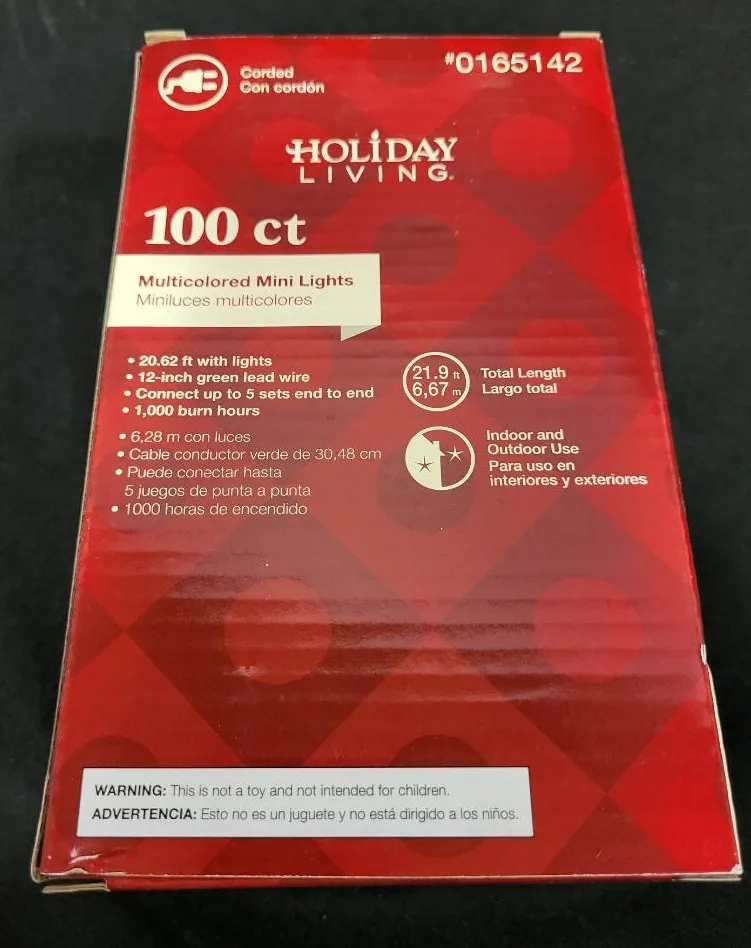 Corded
Con cordón
#0165142
HOLiDAY
LIVING®
100 ct
Multicolored Mini Lights
Miniluces multicolores
• 20.62 ft with lights
• 12-inch green lead wire
• Connect up to 5 sets end to end
• 1,000 burn hours
• 6,28 m con luces
• Cable conductor verde de 30,48 cm
• Puede conectar hasta
5 juegos de punta a punta
• 1000 horas de encendido
21.9 ft
6,67 m
Total Length
Largo total
Indoor and
Outdoor Use
Para uso en
interiores y exteriores
WARNING: This is not a toy and not intended for children.
ADVERTENCIA: Esto no es un juguete y no está dirigido a los niños.